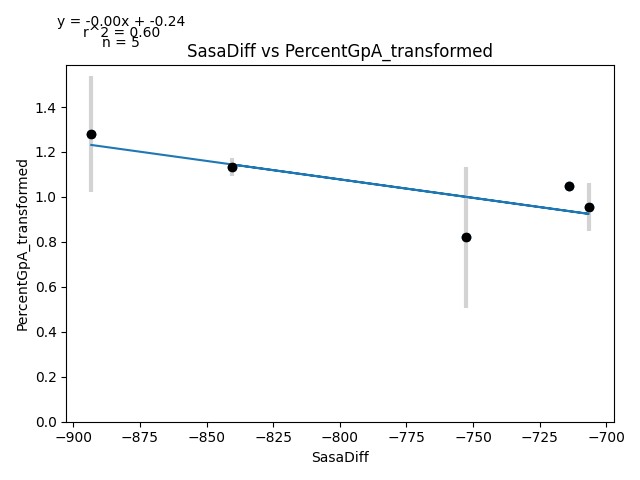 y = -0.00x + -0.24
r^2 = 0.60
n = 5
SasaDiff vs PercentGpA_transformed
1.4
1.2
1.0
0.8
0.6
0.4
0.2
0.0
PercentGpA_transformed
−900 −875 −850 −825 −800 −775 −750 −725 −700
SasaDiff